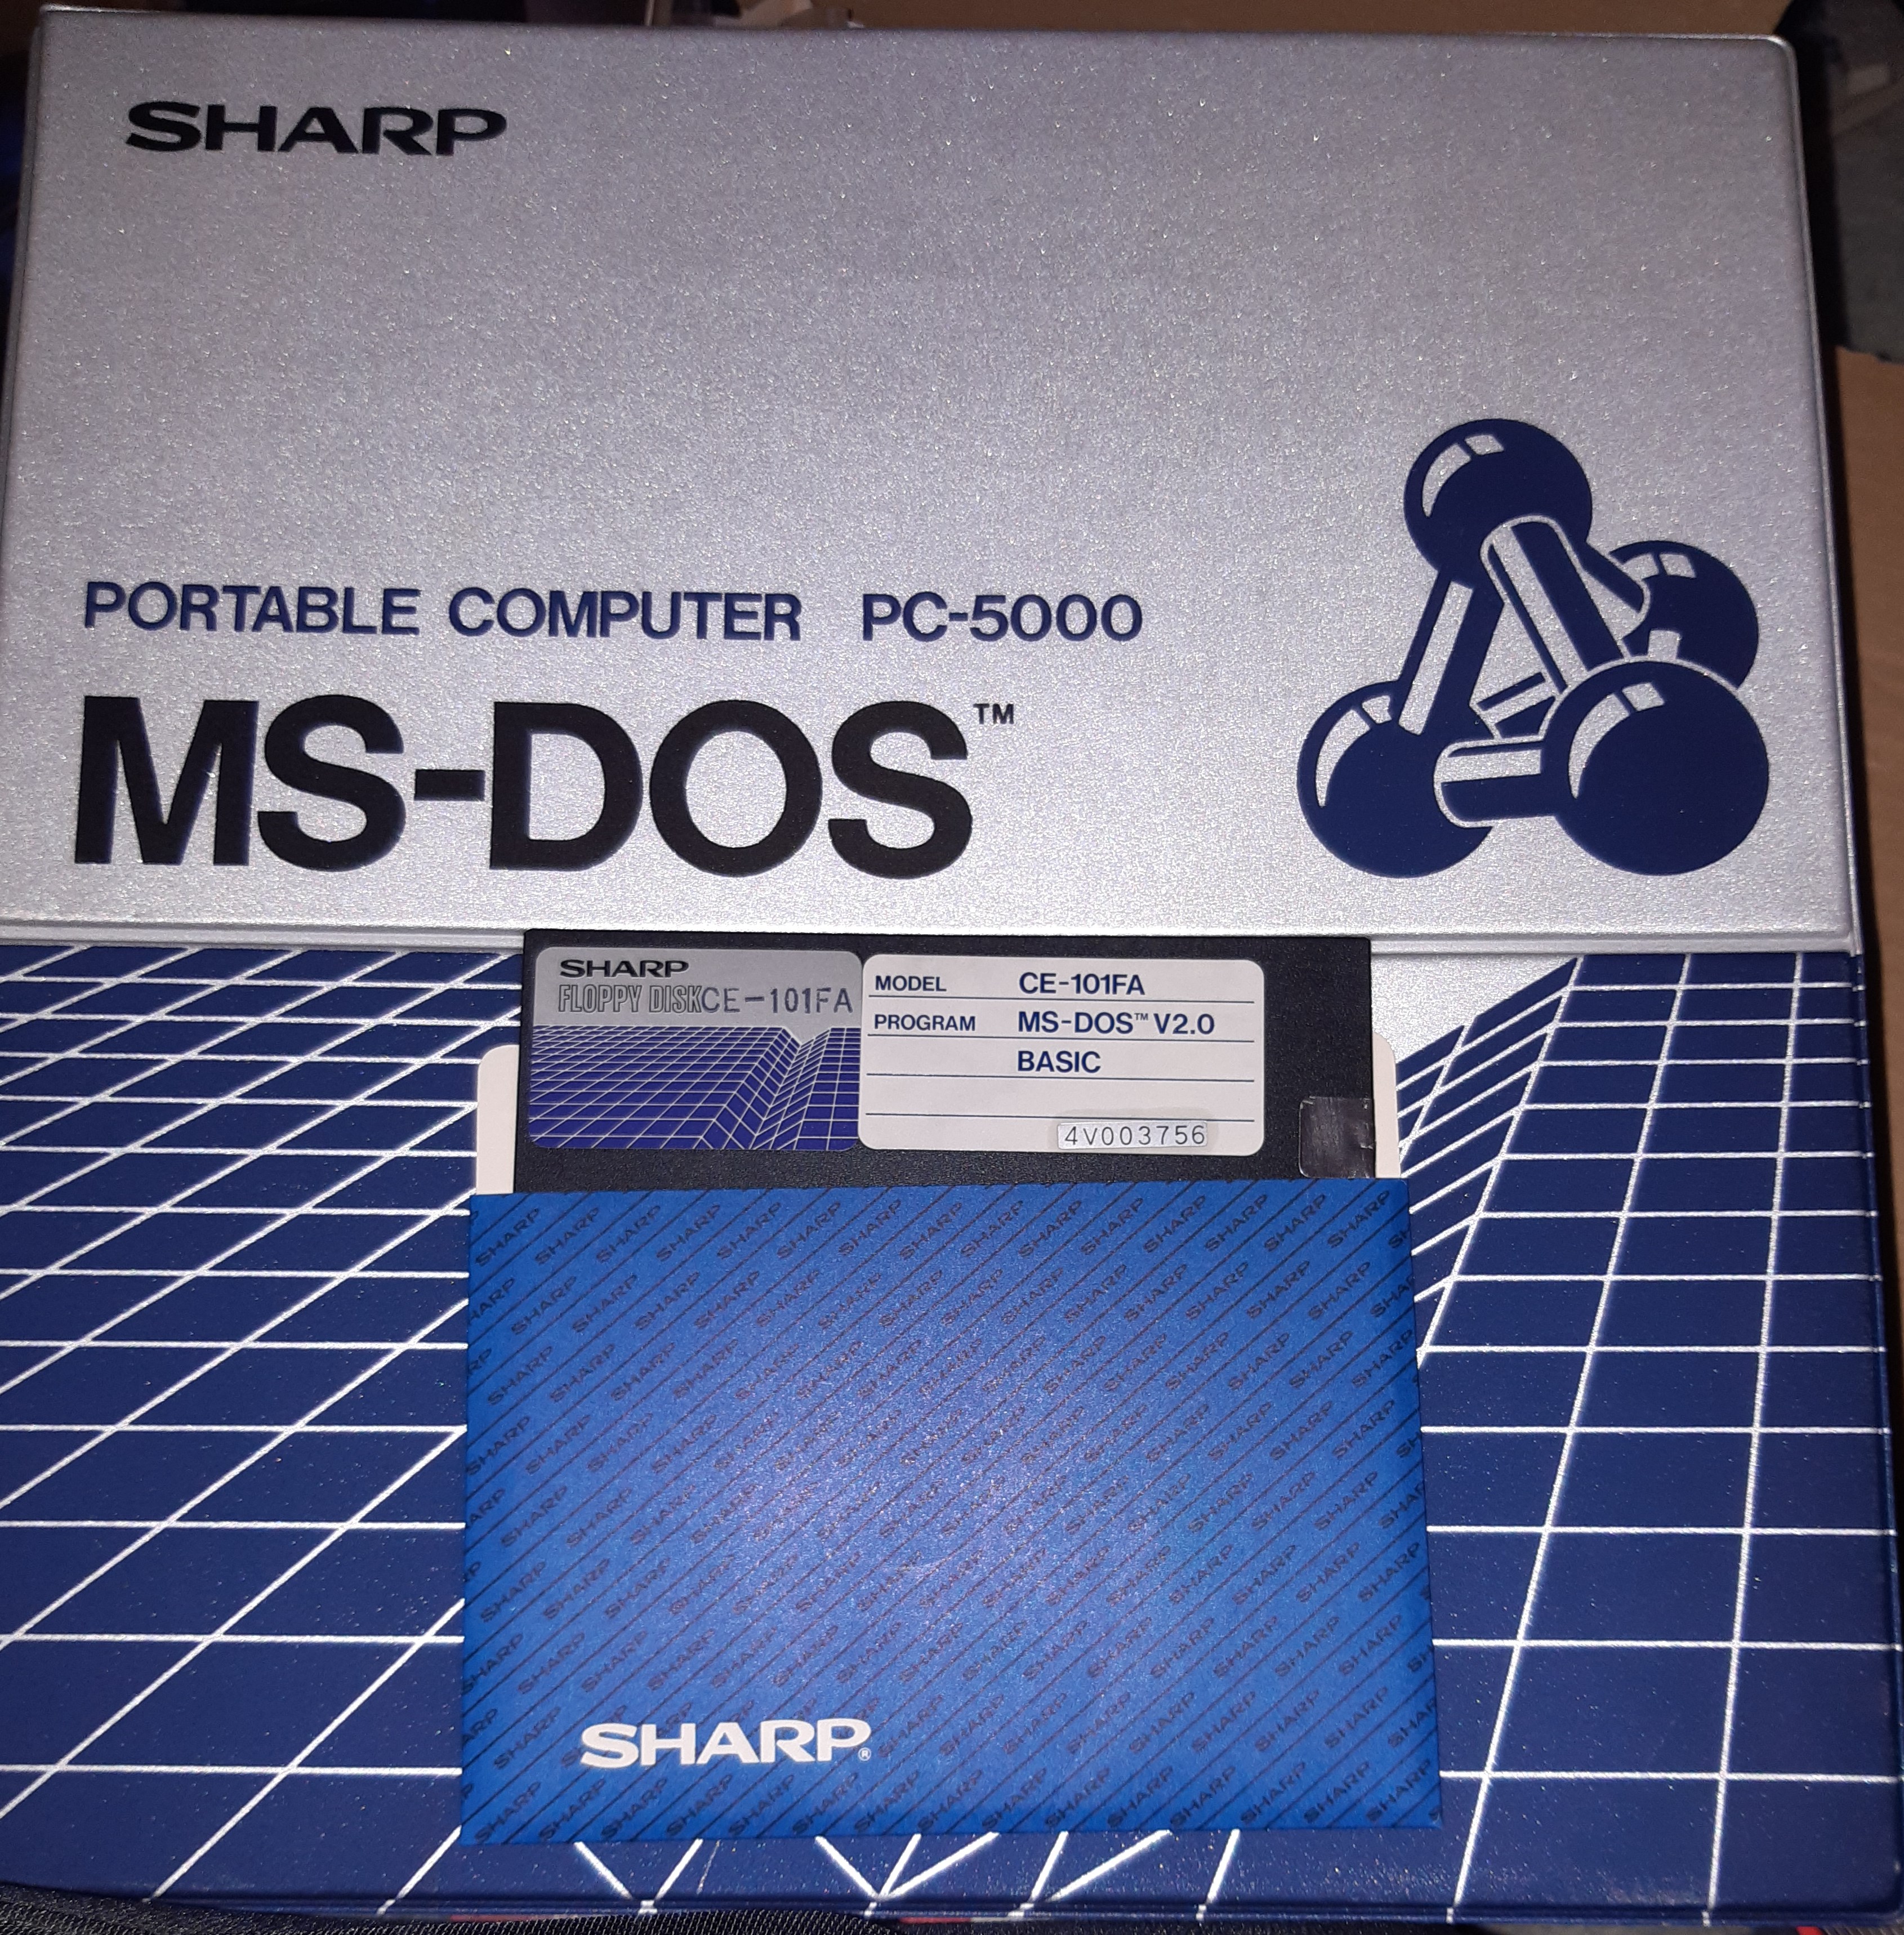 SHARP
PORTABLE COMPUTER PC-5000
MS-DOS™
SHARP
FLOPPY DISK CE-101FA
MODEL CE-101FA
PROGRAM MS-DOS™ V2.0
BASIC
4V003756
SHARP®